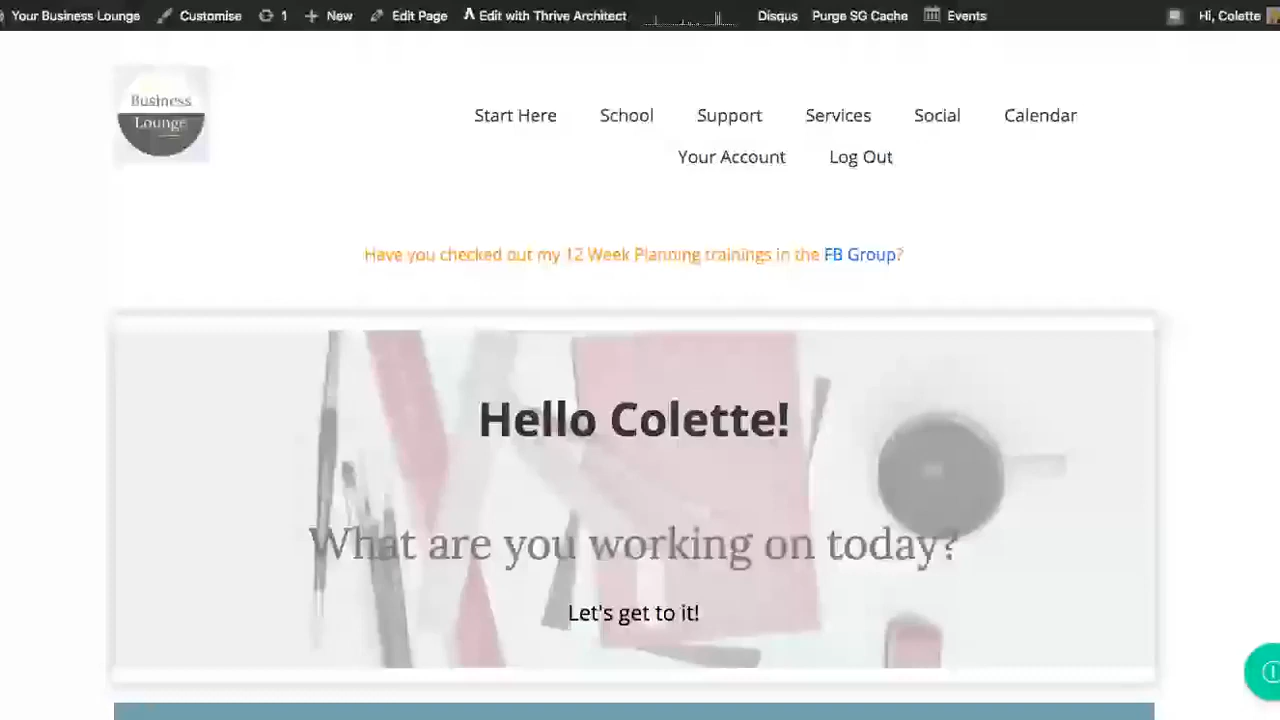 Your Business Lounge Customise 1 New Edit Page Edit with Thrive Architect Disqus Purge SG Cache Events Hi, Colette
Business
Lounge
Start Here School Support Services Social Calendar
Your Account Log Out
Have you checked out my 12 Week Planning trainings in the FB Group?
Hello Colette!
What are you working on today?
Let's get to it!